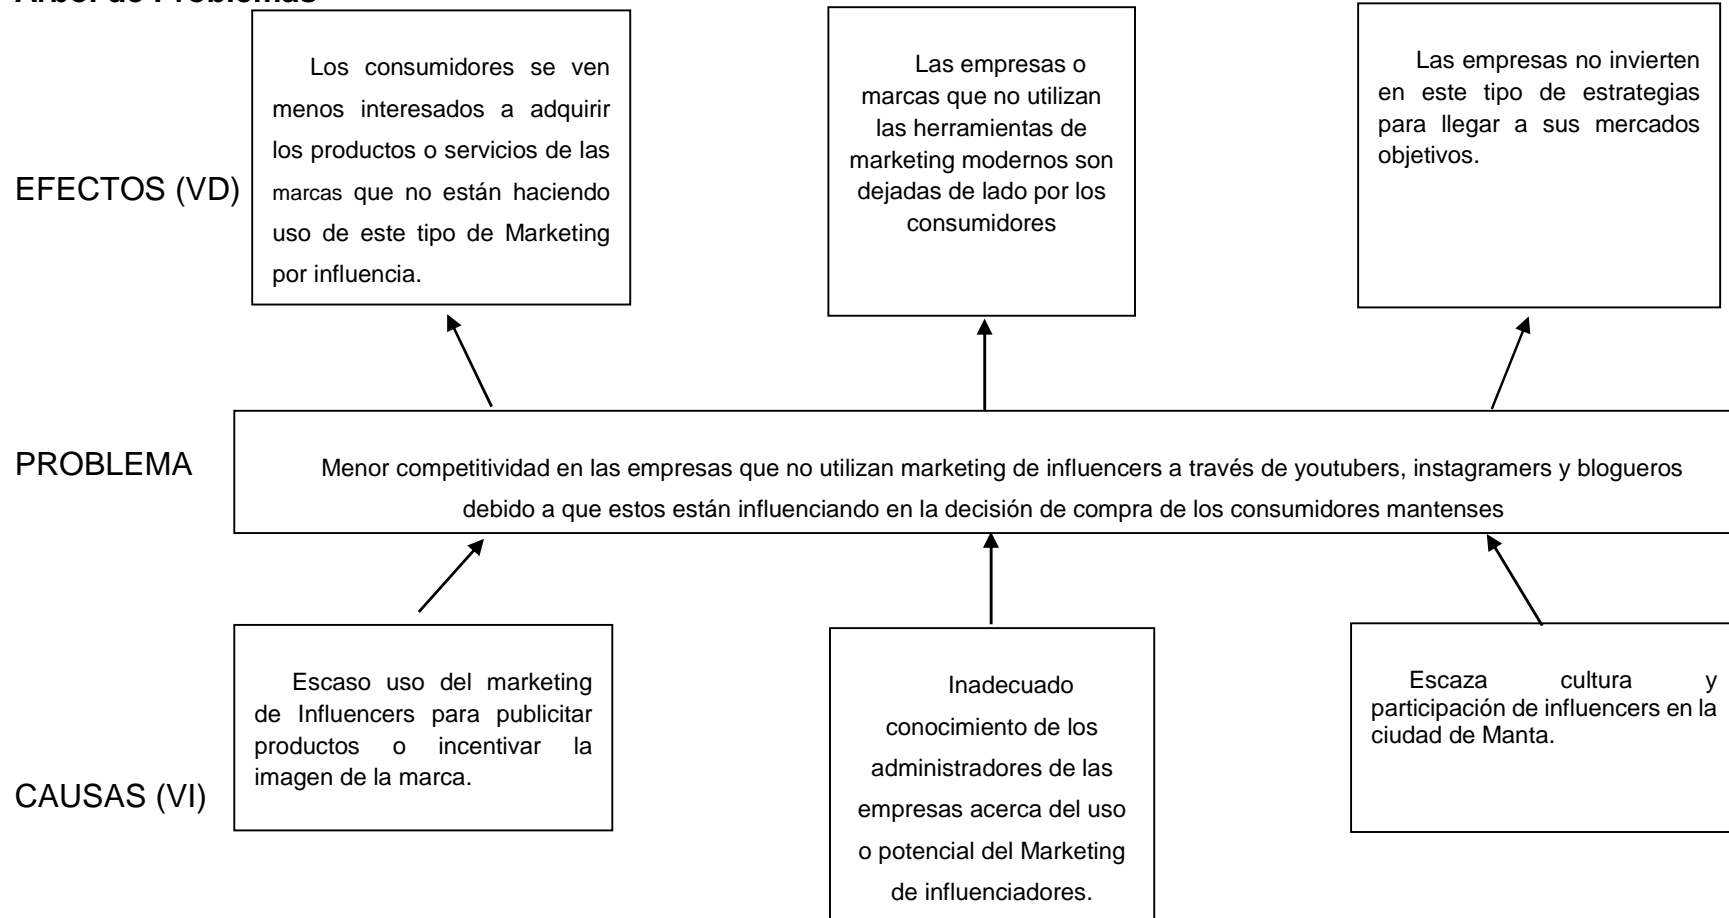 Árbol de Problemas
Los consumidores se ven
menos interesados a adquirir
los productos o servicios de las
marcas que no están haciendo
uso de este tipo de Marketing
por influencia.
Las empresas o
marcas que no utilizan
las herramientas de
marketing modernos son
dejadas de lado por los
consumidores
Las empresas no invierten
en este tipo de estrategias
para llegar a sus mercados
objetivos.
EFECTOS (VD)
PROBLEMA
Menor competitividad en las empresas que no utilizan marketing de influencers a través de youtubers, instagramers y blogueros
debido a que estos están influenciando en la decisión de compra de los consumidores mantenses
Escaso uso del marketing
de Influencers para publicitar
productos o incentivar la
imagen de la marca.
Inadecuado
conocimiento de los
administradores de las
empresas acerca del uso
o potencial del Marketing
de influenciadores.
Escaza cultura y
participación de influencers en la
ciudad de Manta.
CAUSAS (VI)